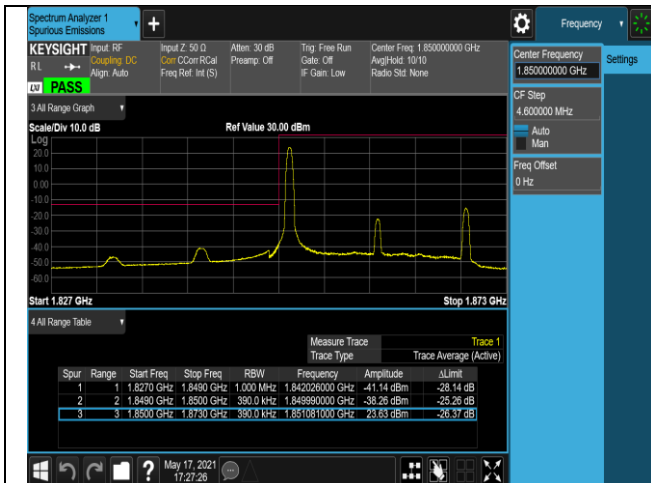 Spectrum Analyzer 1
Spurious Emissions
Frequency
KEYSIGHT
Input: RF
Input Z: 50 Ω
Atten: 30 dB
Trig: Free Run
Center Freq: 1.850000000 GHz
RL
Coupling: DC
Corr CCorr RCal
Preamp: Off
Gate: Off
Avg|Hold: 10/10
Align: Auto
Freq Ref: Int (S)
IF Gain: Low
Radio Std: None
LXI PASS
Center Frequency
1.850000000 GHz
Settings
CF Step
4.600000 MHz
Auto
Man
Freq Offset
0 Hz
3 All Range Graph
Scale/Div 10.0 dB
Ref Value 30.00 dBm
Log
20.0
10.0
0.00
-10.0
-20.0
-30.0
-40.0
-50.0
-60.0
Start 1.827 GHz
Stop 1.873 GHz
4 All Range Table
Measure Trace Trace 1
Trace Type Trace Average (Active)
Spur Range Start Freq Stop Freq RBW Frequency Amplitude ΔLimit
1 1 1.8270 GHz 1.8490 GHz 1.000 MHz 1.842026000 GHz -41.14 dBm -28.14 dB
2 2 1.8490 GHz 1.8500 GHz 390.0 kHz 1.849990000 GHz -38.26 dBm -25.26 dB
3 3 1.8500 GHz 1.8730 GHz 390.0 kHz 1.851081000 GHz 23.63 dBm -26.37 dB
?
May 17, 2021
17:27:26